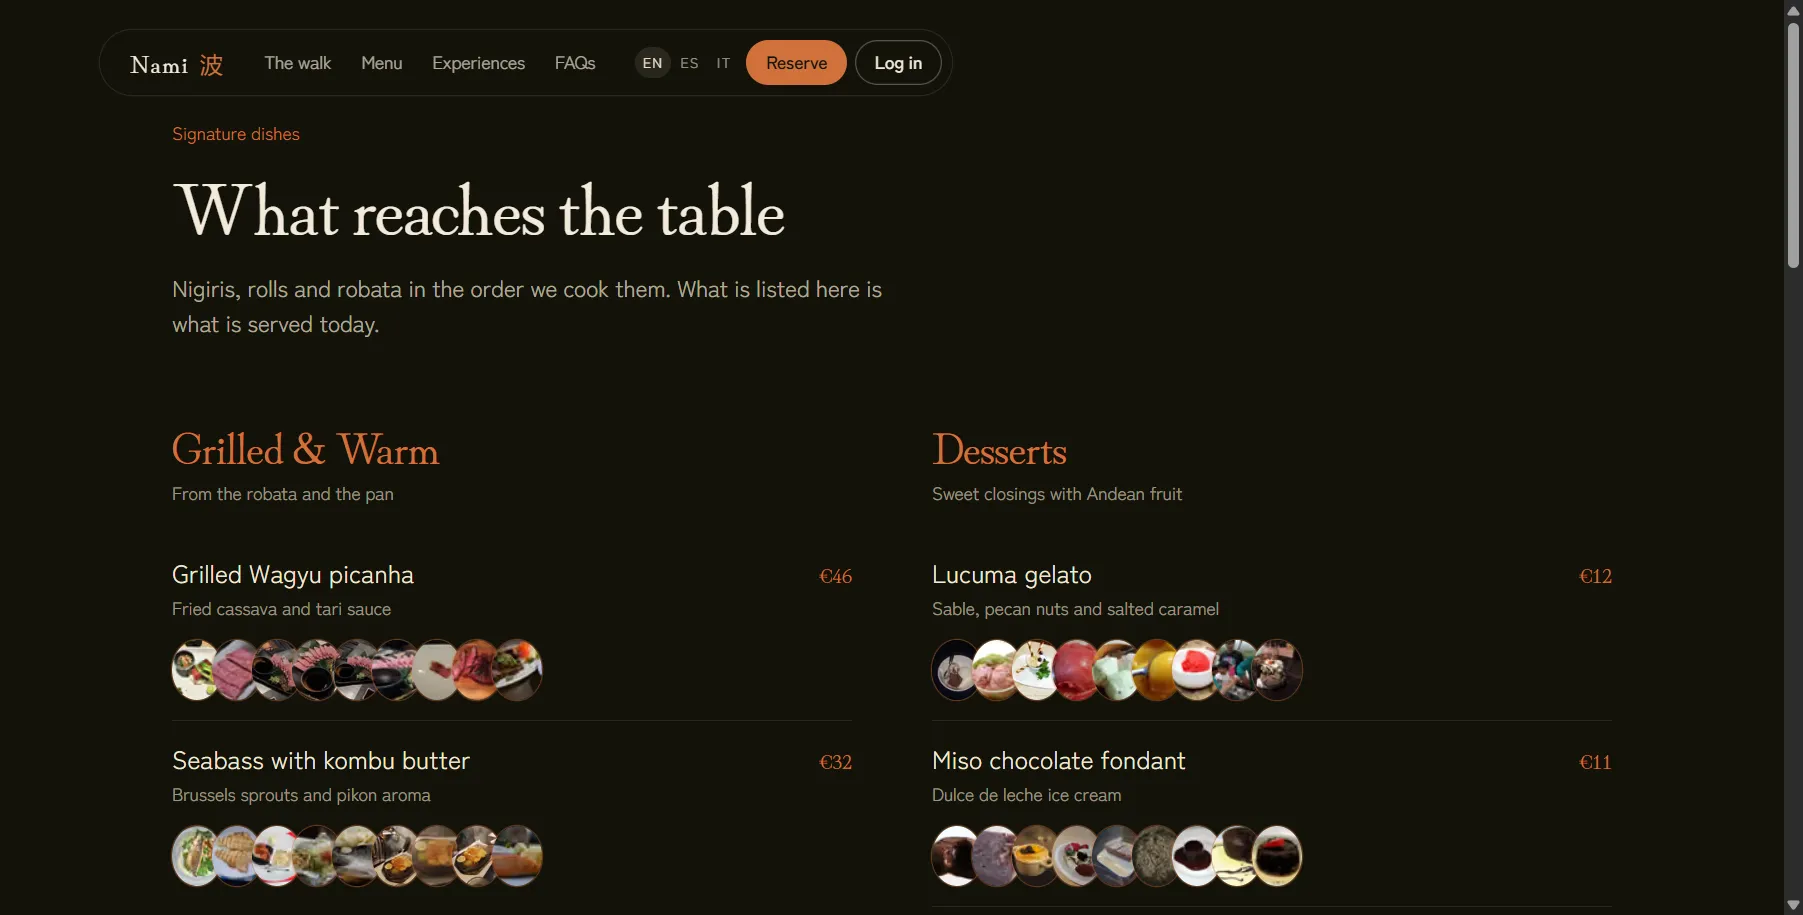 Nami 波 The walk Menu Experiences FAQs EN ES IT Reserve Log in
Signature dishes
What reaches the table
Nigiris, rolls and robata in the order we cook them. What is listed here is
what is served today.
Grilled & Warm
From the robata and the pan
Grilled Wagyu picanha €46
Fried cassava and tari sauce
Seabass with kombu butter €32
Brussels sprouts and pikon aroma
Desserts
Sweet closings with Andean fruit
Lucuma gelato €12
Sable, pecan nuts and salted caramel
Miso chocolate fondant €11
Dulce de leche ice cream